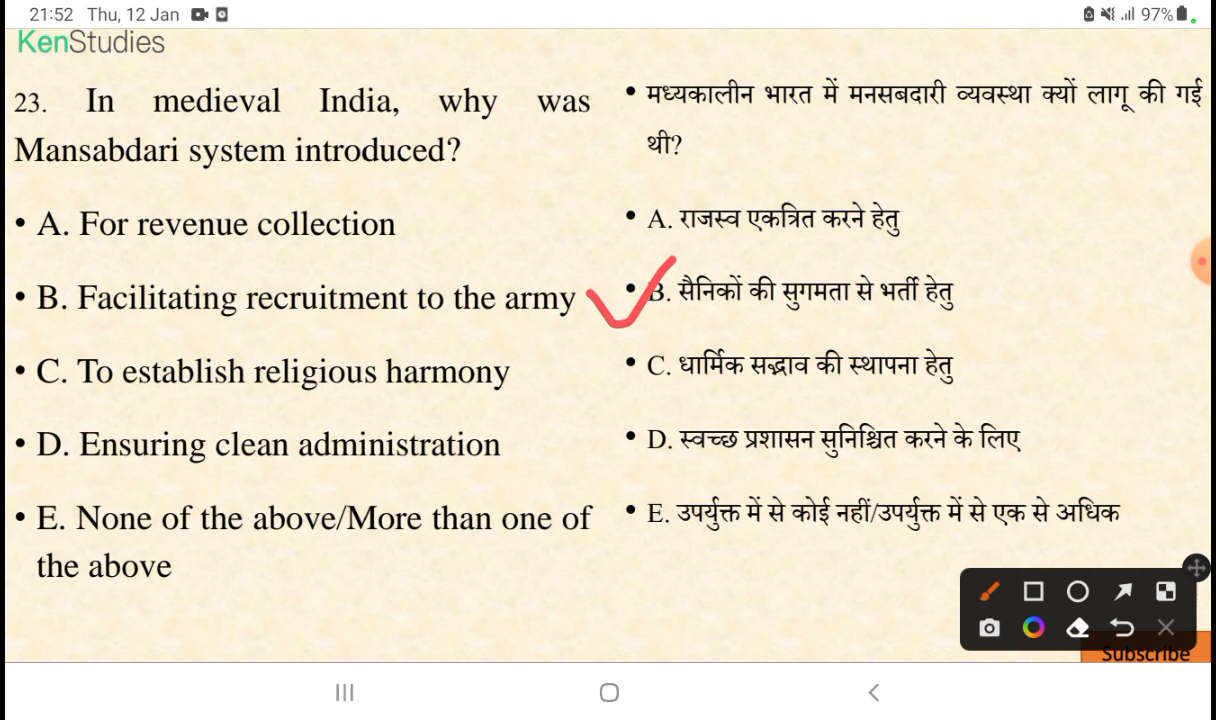 21:52 Thu, 12 Jan
97%
KenStudies
23. In medieval India, why was
Mansabdari system introduced?
• A. For revenue collection
• B. Facilitating recruitment to the army
• C. To establish religious harmony
• D. Ensuring clean administration
• E. None of the above/More than one of
the above
• मध्यकालीन भारत में मनसबदारी व्यवस्था क्यों लागू की गई
थी?
• A. राजस्व एकत्रित करने हेतु
• B. सैनिकों की सुगमता से भर्ती हेतु
• C. धार्मिक सद्भाव की स्थापना हेतु
• D. स्वच्छ प्रशासन सुनिश्चित करने के लिए
• E. उपर्युक्त में से कोई नहीं/उपर्युक्त में से एक से अधिक
Subscribe